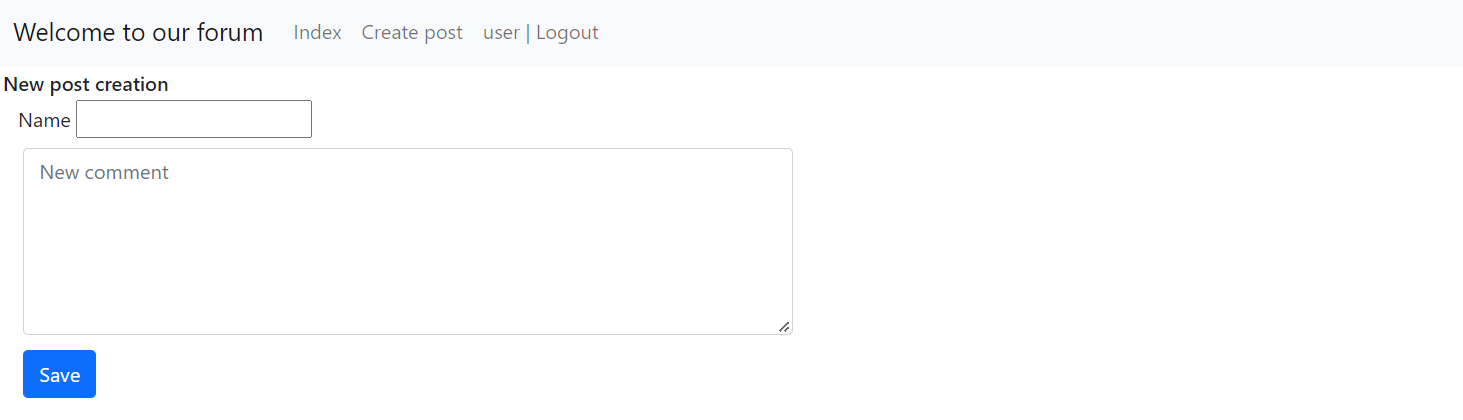 Welcome to our forum Index Create post user | Logout
New post creation
Name
New comment
Save